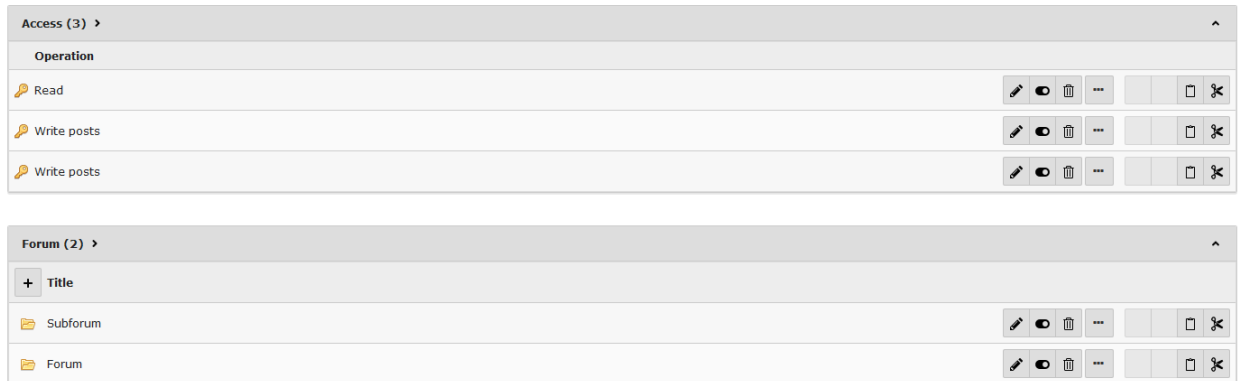 Access (3)
Operation
Read
Write posts
Write posts
Forum (2)
Title
Subforum
Forum